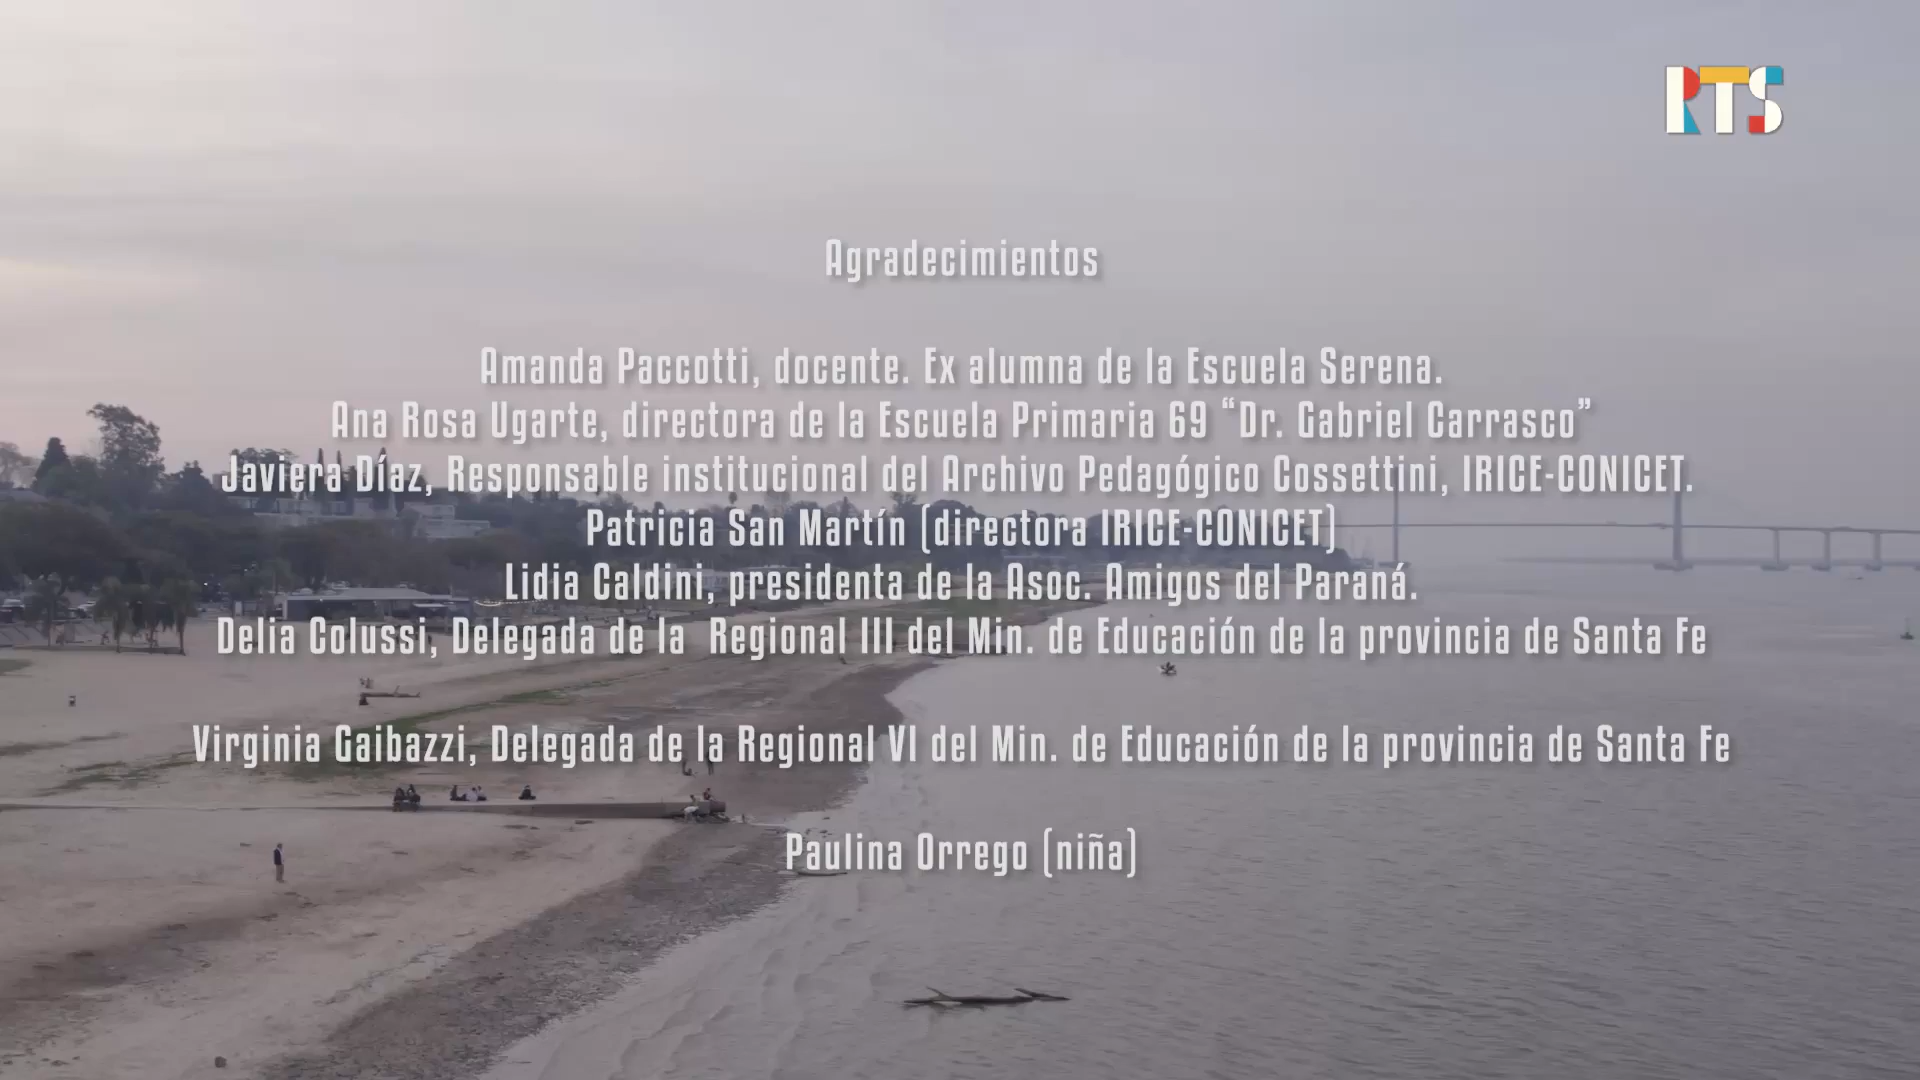 RTS
Agradecimientos
Amanda Paccotti, docente. Ex alumna de la Escuela Serena.
Ana Rosa Ugarte, directora de la Escuela Primaria 69 “Dr. Gabriel Carrasco”
Javiera Díaz, Responsable institucional del Archivo Pedagógico Cossettini, IRICE-CONICET.
Patricia San Martín (directora IRICE-CONICET)
Lidia Caldini, presidenta de la Asoc. Amigos del Paraná.
Delia Colussi, Delegada de la  Regional III del Min. de Educación de la provincia de Santa Fe
Virginia Gaibazzi, Delegada de la Regional VI del Min. de Educación de la provincia de Santa Fe
Paulina Orrego (niña)